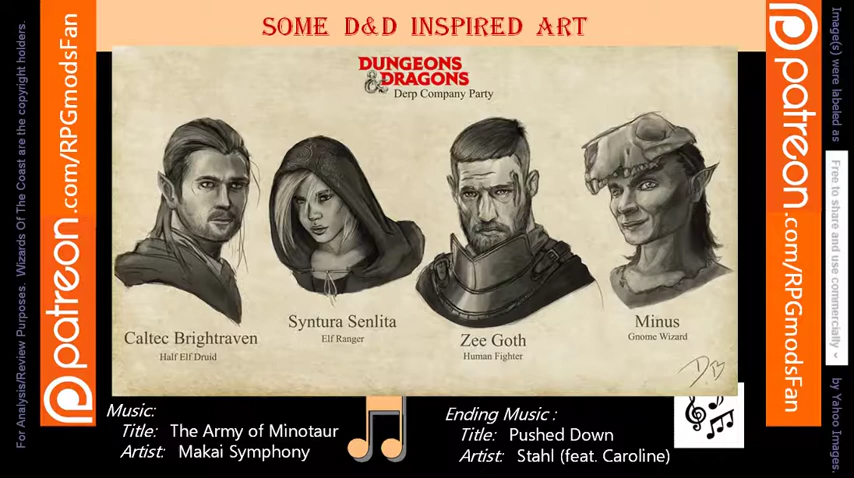 SOME D&D INSPIRED ART
For Analysis/Review Purposes. Wizards Of The Coast are the copyright holders.
patreon.com/RPGmodsFan
DUNGEONS
& DRAGONS
Derp Company Party
Caltec Brightraven
Half Elf Druid
Syntura Senlita
Elf Ranger
Zee Goth
Human Fighter
Minus
Gnome Wizard
D.B
patreon.com/RPGmodsFan
Image(s) were labeled as
Free to share and use commercially
by Yahoo Images.
Music:
Title: The Army of Minotaur
Artist: Makai Symphony
Ending Music :
Title: Pushed Down
Artist: Stahl (feat. Caroline)